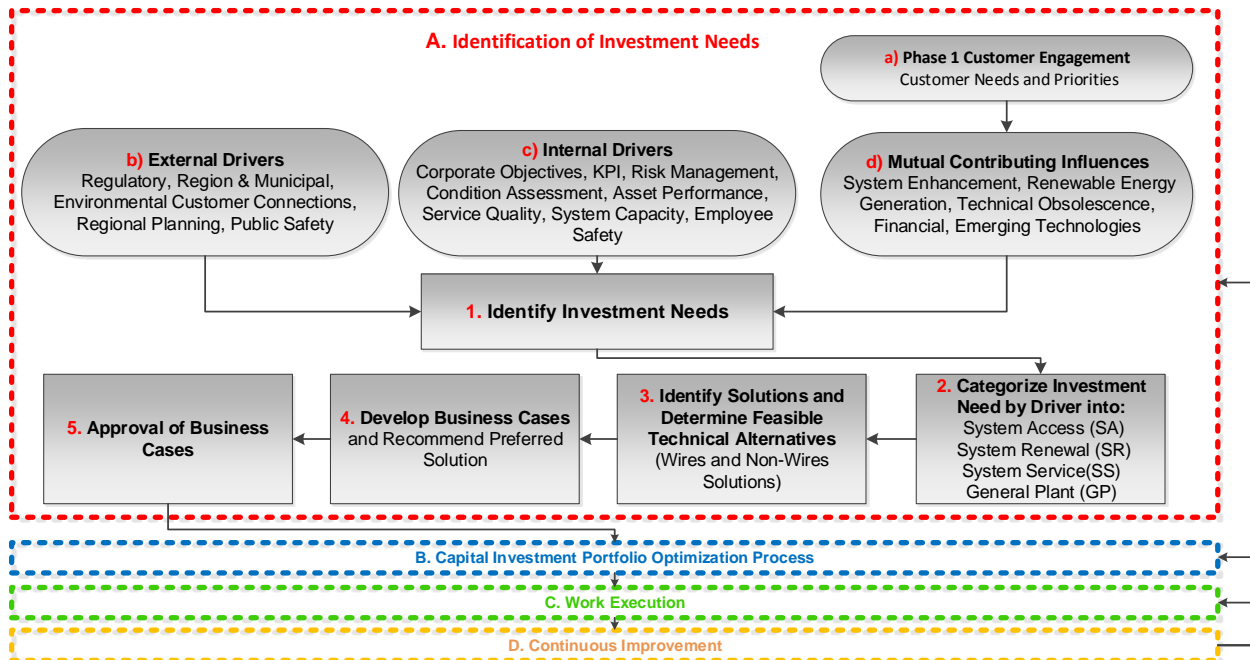 A. Identification of Investment Needs
a) Phase 1 Customer Engagement
Customer Needs and Priorities
b) External Drivers
Regulatory, Region & Municipal,
Environmental Customer Connections,
Regional Planning, Public Safety
c) Internal Drivers
Corporate Objectives, KPI, Risk Management,
Condition Assessment, Asset Performance,
Service Quality, System Capacity, Employee
Safety
d) Mutual Contributing Influences
System Enhancement, Renewable Energy
Generation, Technical Obsolescence,
Financial, Emerging Technologies
1. Identify Investment Needs
2. Categorize Investment
Need by Driver into:
System Access (SA)
System Renewal (SR)
System Service(SS)
General Plant (GP)
3. Identify Solutions and
Determine Feasible
Technical Alternatives
(Wires and Non-Wires
Solutions)
4. Develop Business Cases
and Recommend Preferred
Solution
5. Approval of Business
Cases
B. Capital Investment Portfolio Optimization Process
C. Work Execution
D. Continuous Improvement